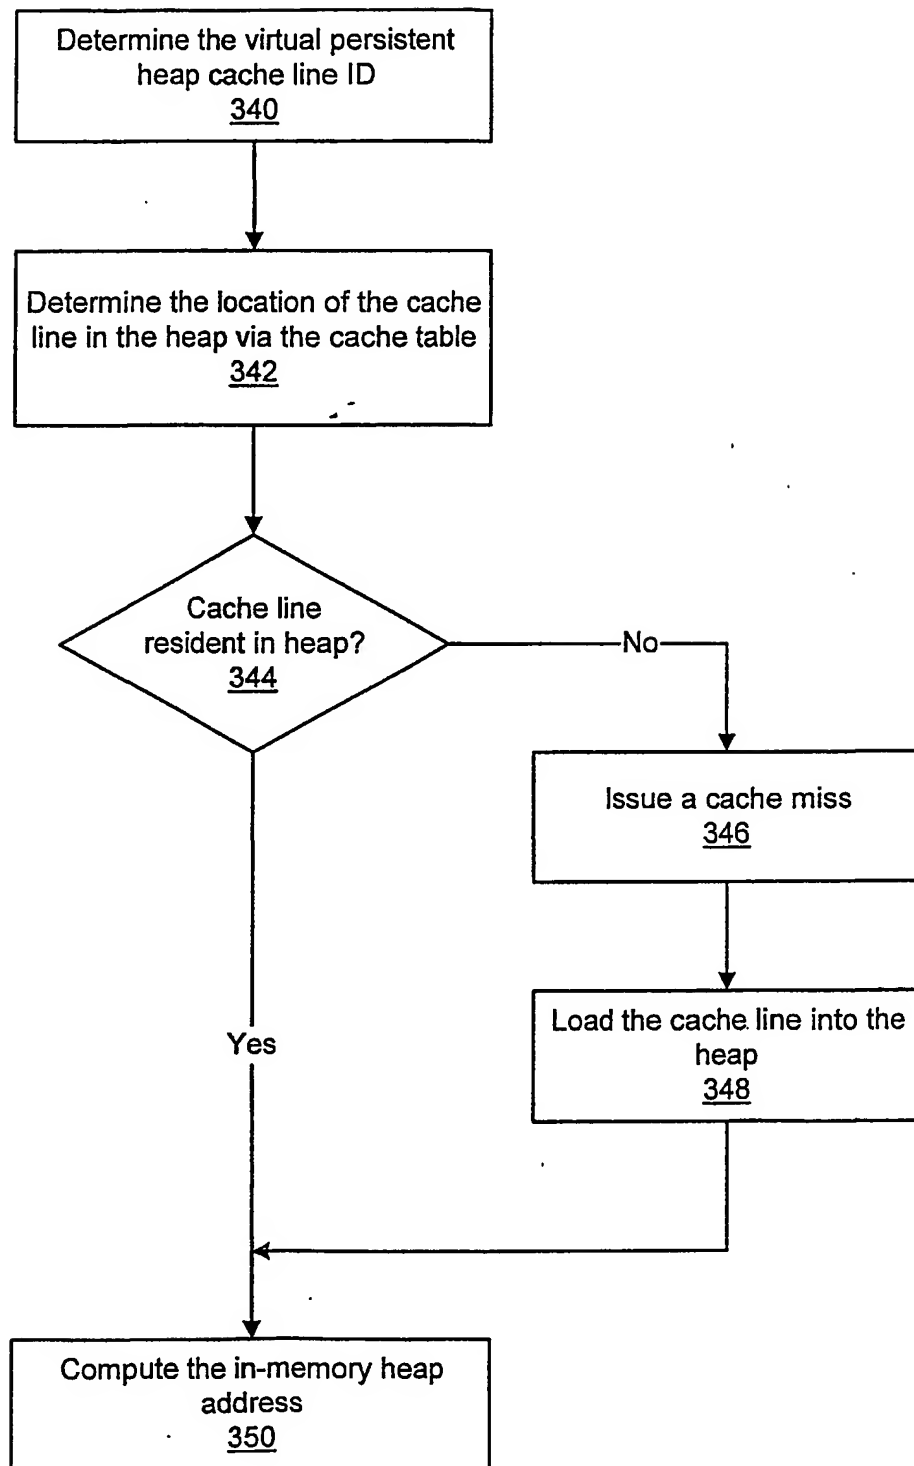 Determine the virtual persistent
heap cache line ID
340
Determine the location of the cache
line in the heap via the cache table
342
Cache line
resident in heap?
344
No
Issue a cache miss
346
Load the cache line into the
heap
348
Yes
Compute the in-memory heap
address
350